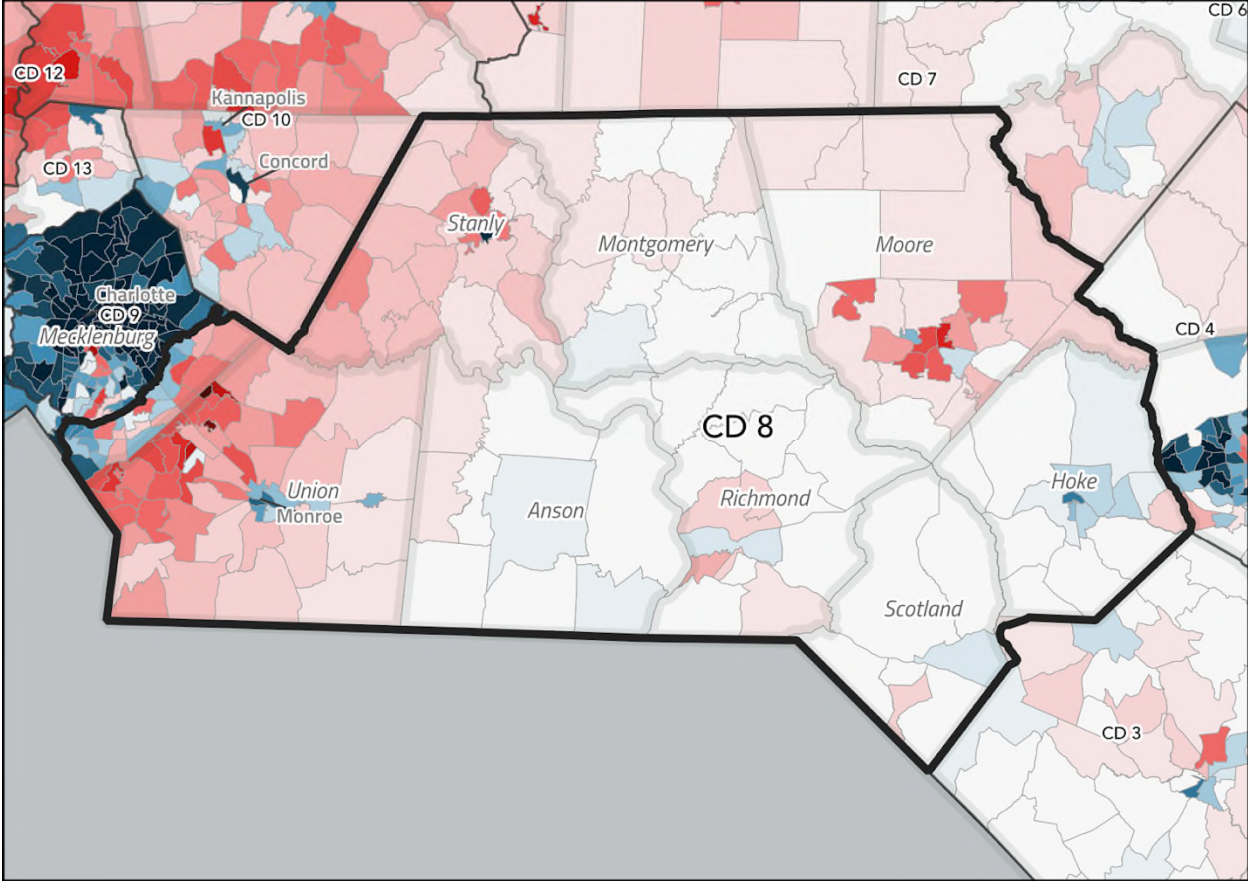 CD 6
CD 12
CD 7
Kannapolis
CD 10
Concord
CD 13
Stanly
Montgomery
Moore
Charlotte
CD 9
Mecklenburg
CD 4
CD 8
Hoke
Union
Richmond
Anson
Monroe
Scotland
CD 3